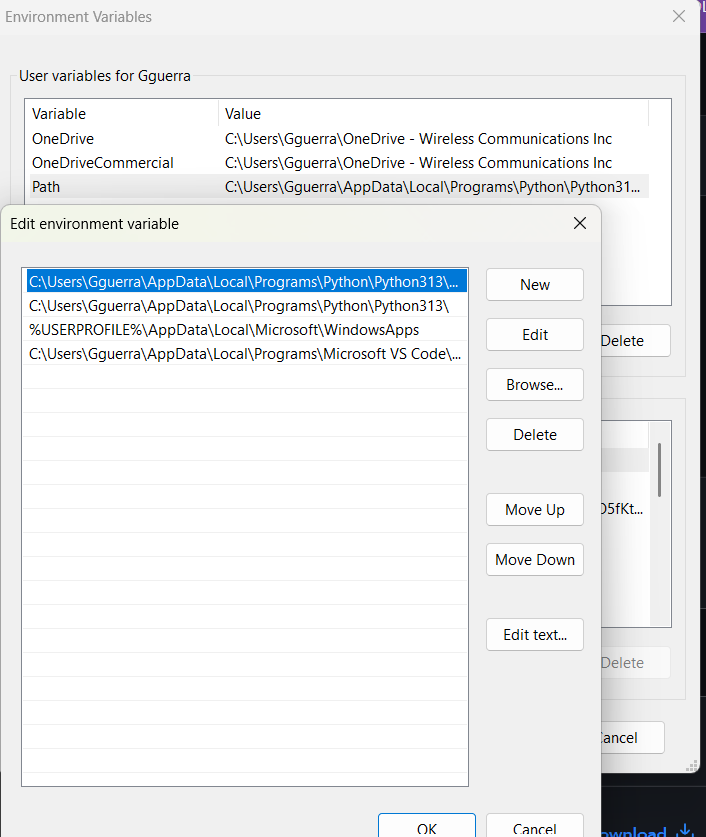 Environment Variables
User variables for Gguerra
Variable Value
OneDrive C:\Users\Gguerra\OneDrive - Wireless Communications Inc
OneDriveCommercial C:\Users\Gguerra\OneDrive - Wireless Communications Inc
Path C:\Users\Gguerra\AppData\Local\Programs\Python\Python31...
Edit environment variable
C:\Users\Gguerra\AppData\Local\Programs\Python\Python313\...
New
C:\Users\Gguerra\AppData\Local\Programs\Python\Python313\
%USERPROFILE%\AppData\Local\Microsoft\WindowsApps
Edit
Delete
C:\Users\Gguerra\AppData\Local\Programs\Microsoft VS Code\...
Browse...
Delete
Move Up
D5fKt...
Move Down
Edit text...
Delete
Cancel
OK
Cancel
ownload